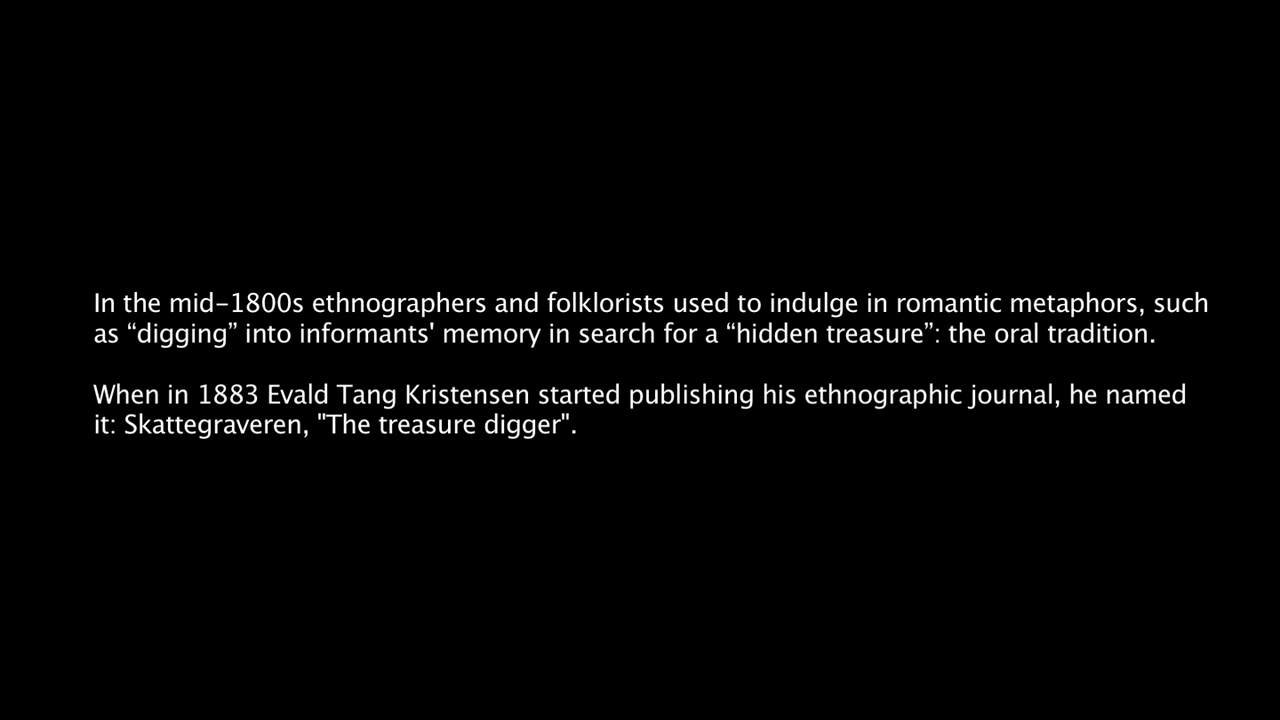 In the mid-1800s ethnographers and folklorists used to indulge in romantic metaphors, such
as “digging” into informants' memory in search for a “hidden treasure”: the oral tradition.
When in 1883 Evald Tang Kristensen started publishing his ethnographic journal, he named
it: Skattegraveren, "The treasure digger".